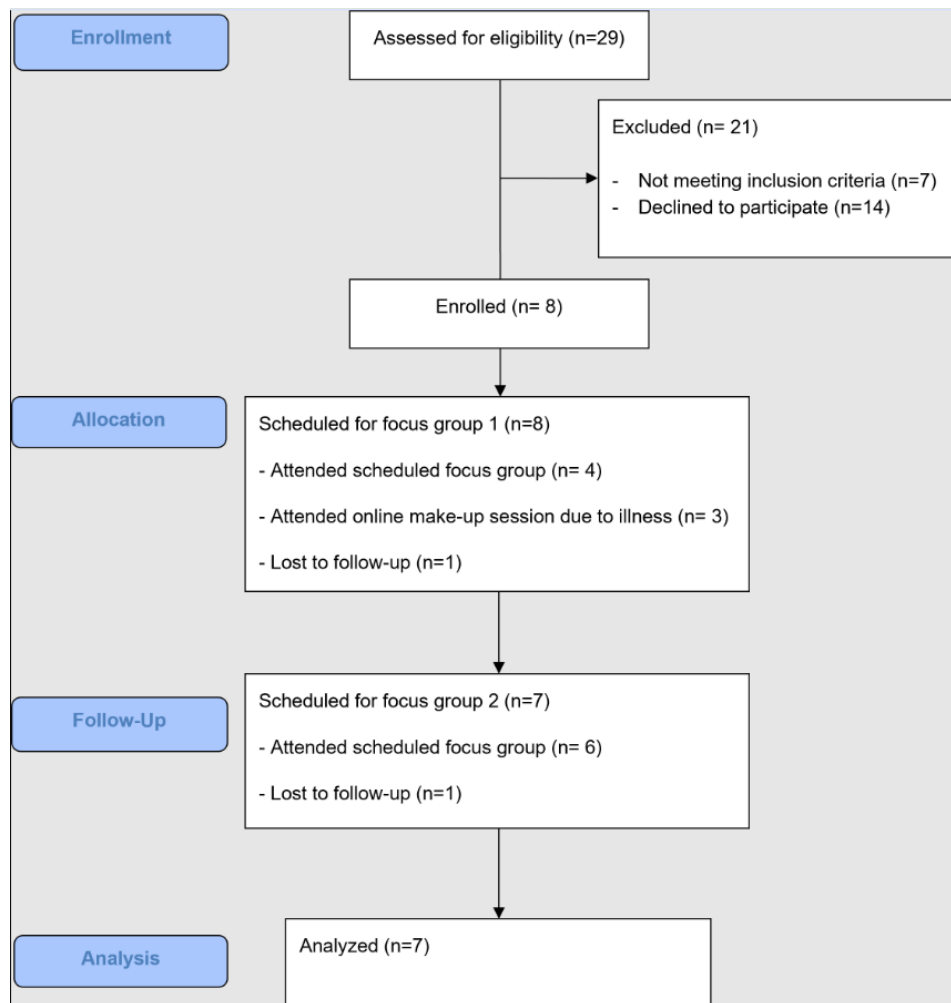 Enrollment
Assessed for eligibility (n=29)
Excluded (n= 21)
- Not meeting inclusion criteria (n=7)
- Declined to participate (n=14)
Enrolled (n= 8)
Allocation
Scheduled for focus group 1 (n=8)
- Attended scheduled focus group (n= 4)
- Attended online make-up session due to illness (n= 3)
- Lost to follow-up (n=1)
Follow-Up
Scheduled for focus group 2 (n=7)
- Attended scheduled focus group (n= 6)
- Lost to follow-up (n=1)
Analysis
Analyzed (n=7)